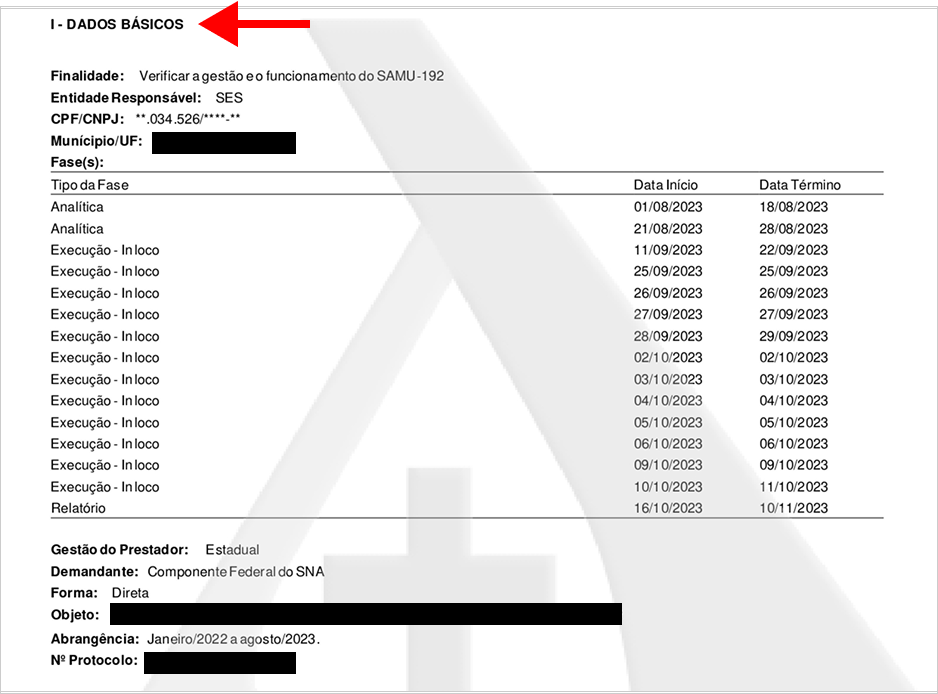 I - DADOS BÁSICOS
Finalidade: Verificar a gestão e o funcionamento do SAMU-192
Entidade Responsável: SES
CPF/CNPJ: **.034.526/****-**
Munícipio/UF:
Fase(s):
Tipo da Fase Data Início Data Término
Analítica 01/08/2023 18/08/2023
Analítica 21/08/2023 28/08/2023
Execução - In loco 11/09/2023 22/09/2023
Execução - In loco 25/09/2023 25/09/2023
Execução - In loco 26/09/2023 26/09/2023
Execução - In loco 27/09/2023 27/09/2023
Execução - In loco 28/09/2023 29/09/2023
Execução - In loco 02/10/2023 02/10/2023
Execução - In loco 03/10/2023 03/10/2023
Execução - In loco 04/10/2023 04/10/2023
Execução - In loco 05/10/2023 05/10/2023
Execução - In loco 06/10/2023 06/10/2023
Execução - In loco 09/10/2023 09/10/2023
Execução - In loco 10/10/2023 11/10/2023
Relatório 16/10/2023 10/11/2023
Gestão do Prestador: Estadual
Demandante: Componente Federal do SNA
Forma: Direta
Objeto:
Abrangência: Janeiro/2022 a agosto/2023.
Nº Protocolo: